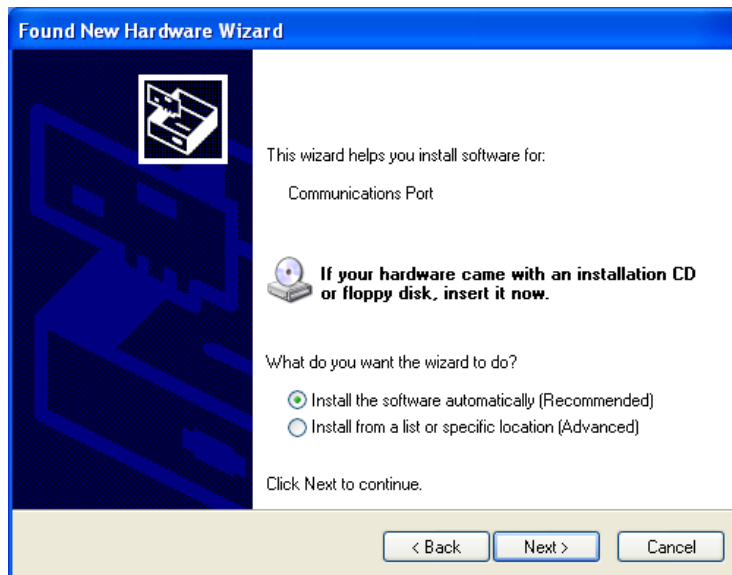 Found New Hardware Wizard
This wizard helps you install software for:
Communications Port
If your hardware came with an installation CD
or floppy disk, insert it now.
What do you want the wizard to do?
Install the software automatically (Recommended)
Install from a list or specific location (Advanced)
Click Next to continue.
< Back Next > Cancel